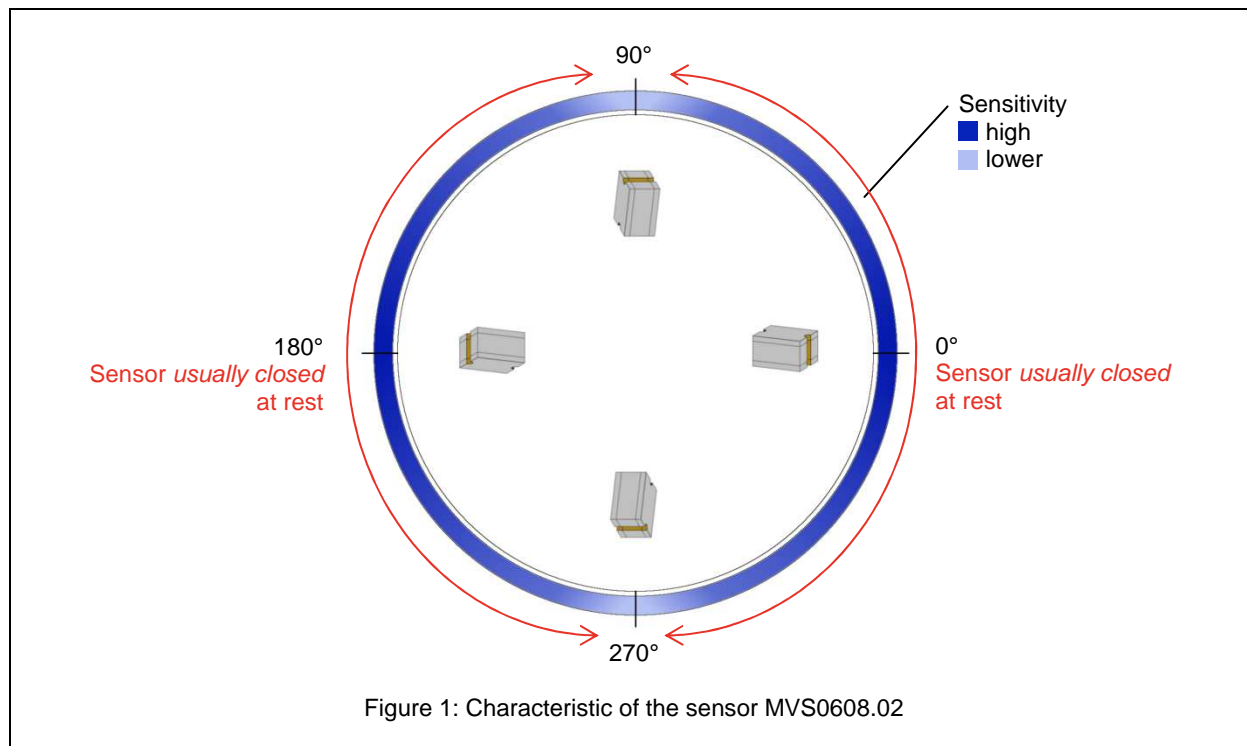 90°
Sensitivity
high
lower
180°
Sensor usually closed
at rest
0°
Sensor usually closed
at rest
270°
Figure 1: Characteristic of the sensor MVS0608.02